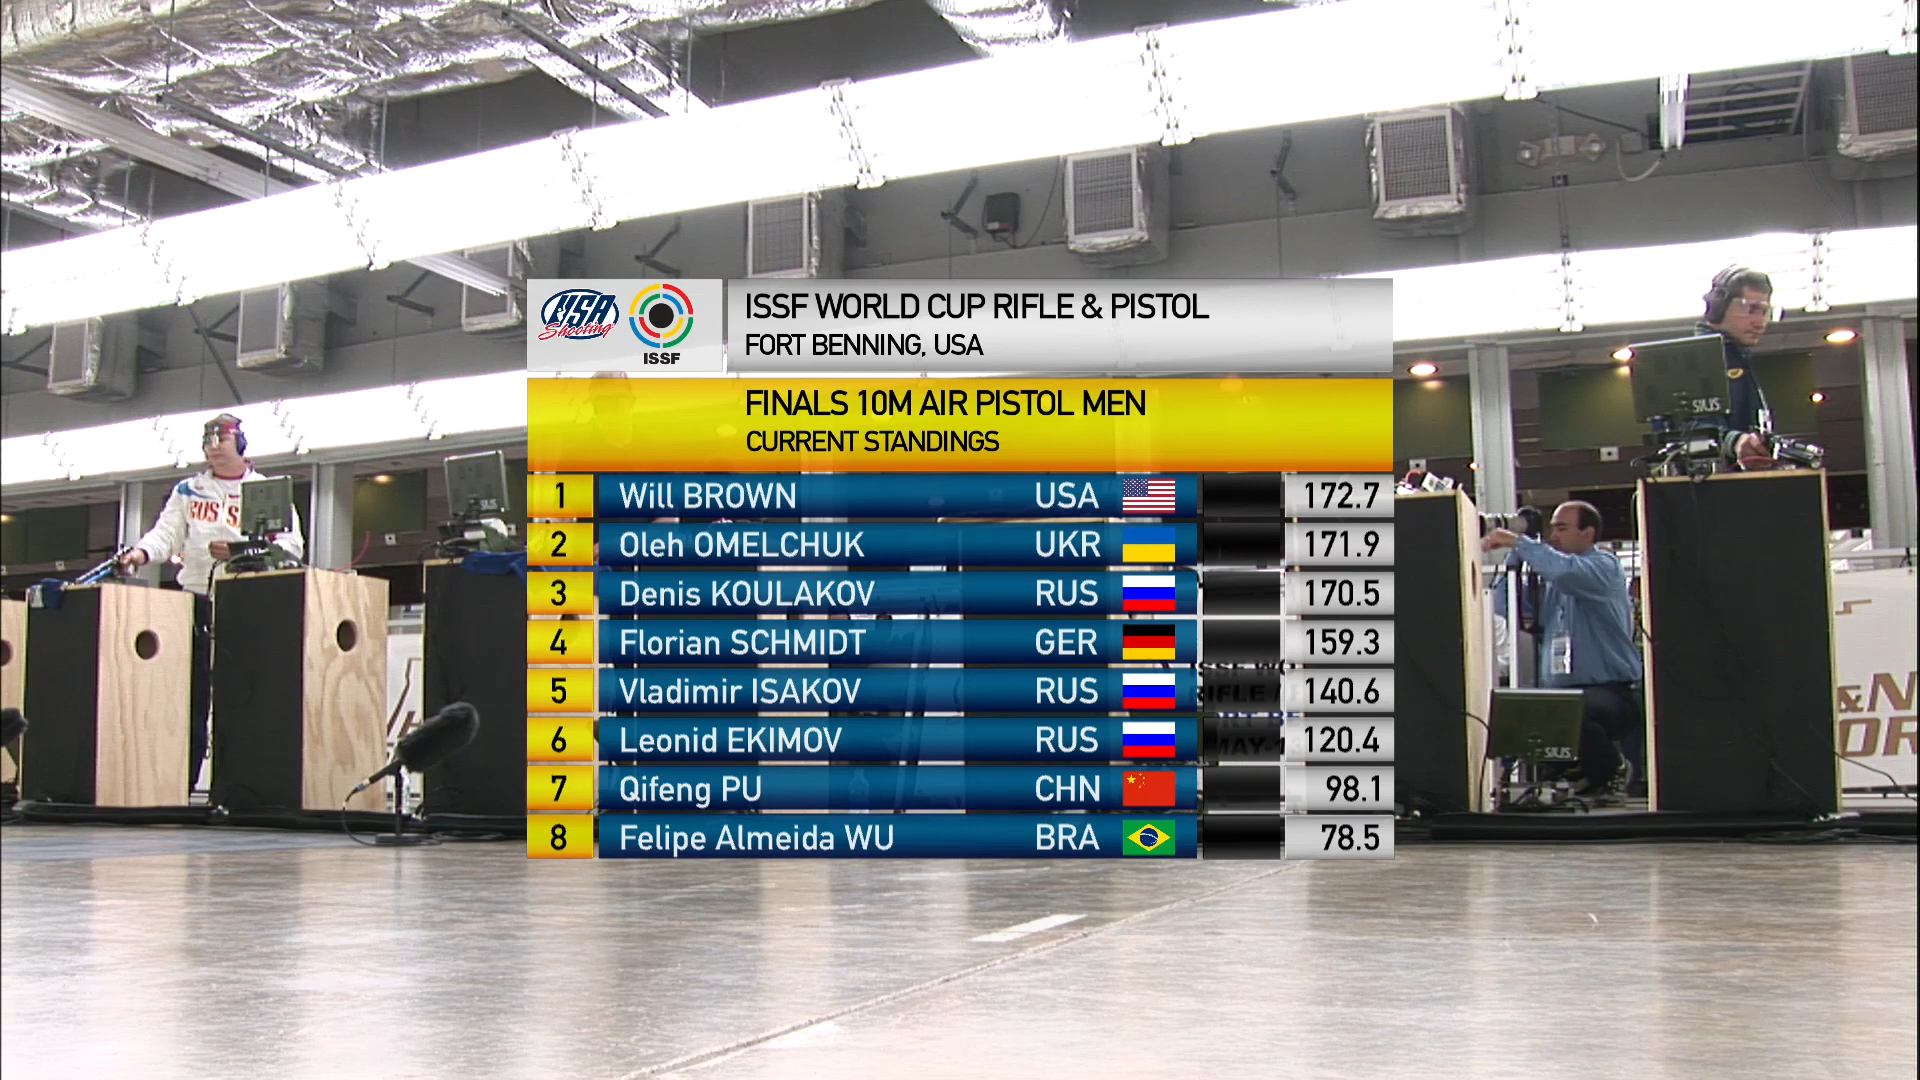 USA
Shooting
ISSF
ISSF WORLD CUP RIFLE & PISTOL
FORT BENNING, USA
FINALS 10M AIR PISTOL MEN
CURRENT STANDINGS
1 Will BROWN USA 172.7
2 Oleh OMELCHUK UKR 171.9
3 Denis KOULAKOV RUS 170.5
4 Florian SCHMIDT GER 159.3
5 Vladimir ISAKOV RUS 140.6
6 Leonid EKIMOV RUS 120.4
7 Qifeng PU CHN 98.1
8 Felipe Almeida WU BRA 78.5
SIUS
SIUS